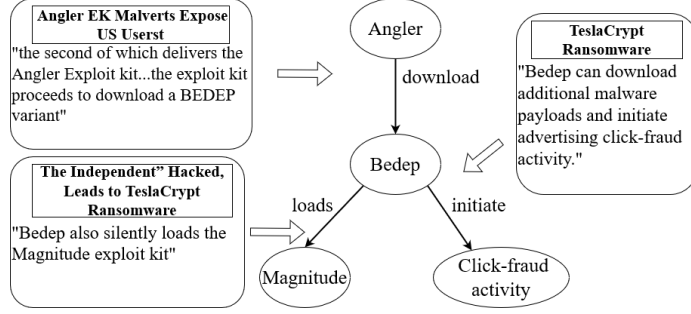 Angler EK Malverts Expose
US Userst
"the second of which delivers the
Angler Exploit kit...the exploit kit
proceeds to download a BEDEP
variant"
The Independent” Hacked,
Leads to TeslaCrypt
Ransomware
"Bedep also silently loads the
Magnitude exploit kit"
Angler
download
Bedep
loads
initiate
Magnitude
Click-fraud
activity
TeslaCrypt
Ransomware
"Bedep can download
additional malware
payloads and initiate
advertising click-fraud
activity."